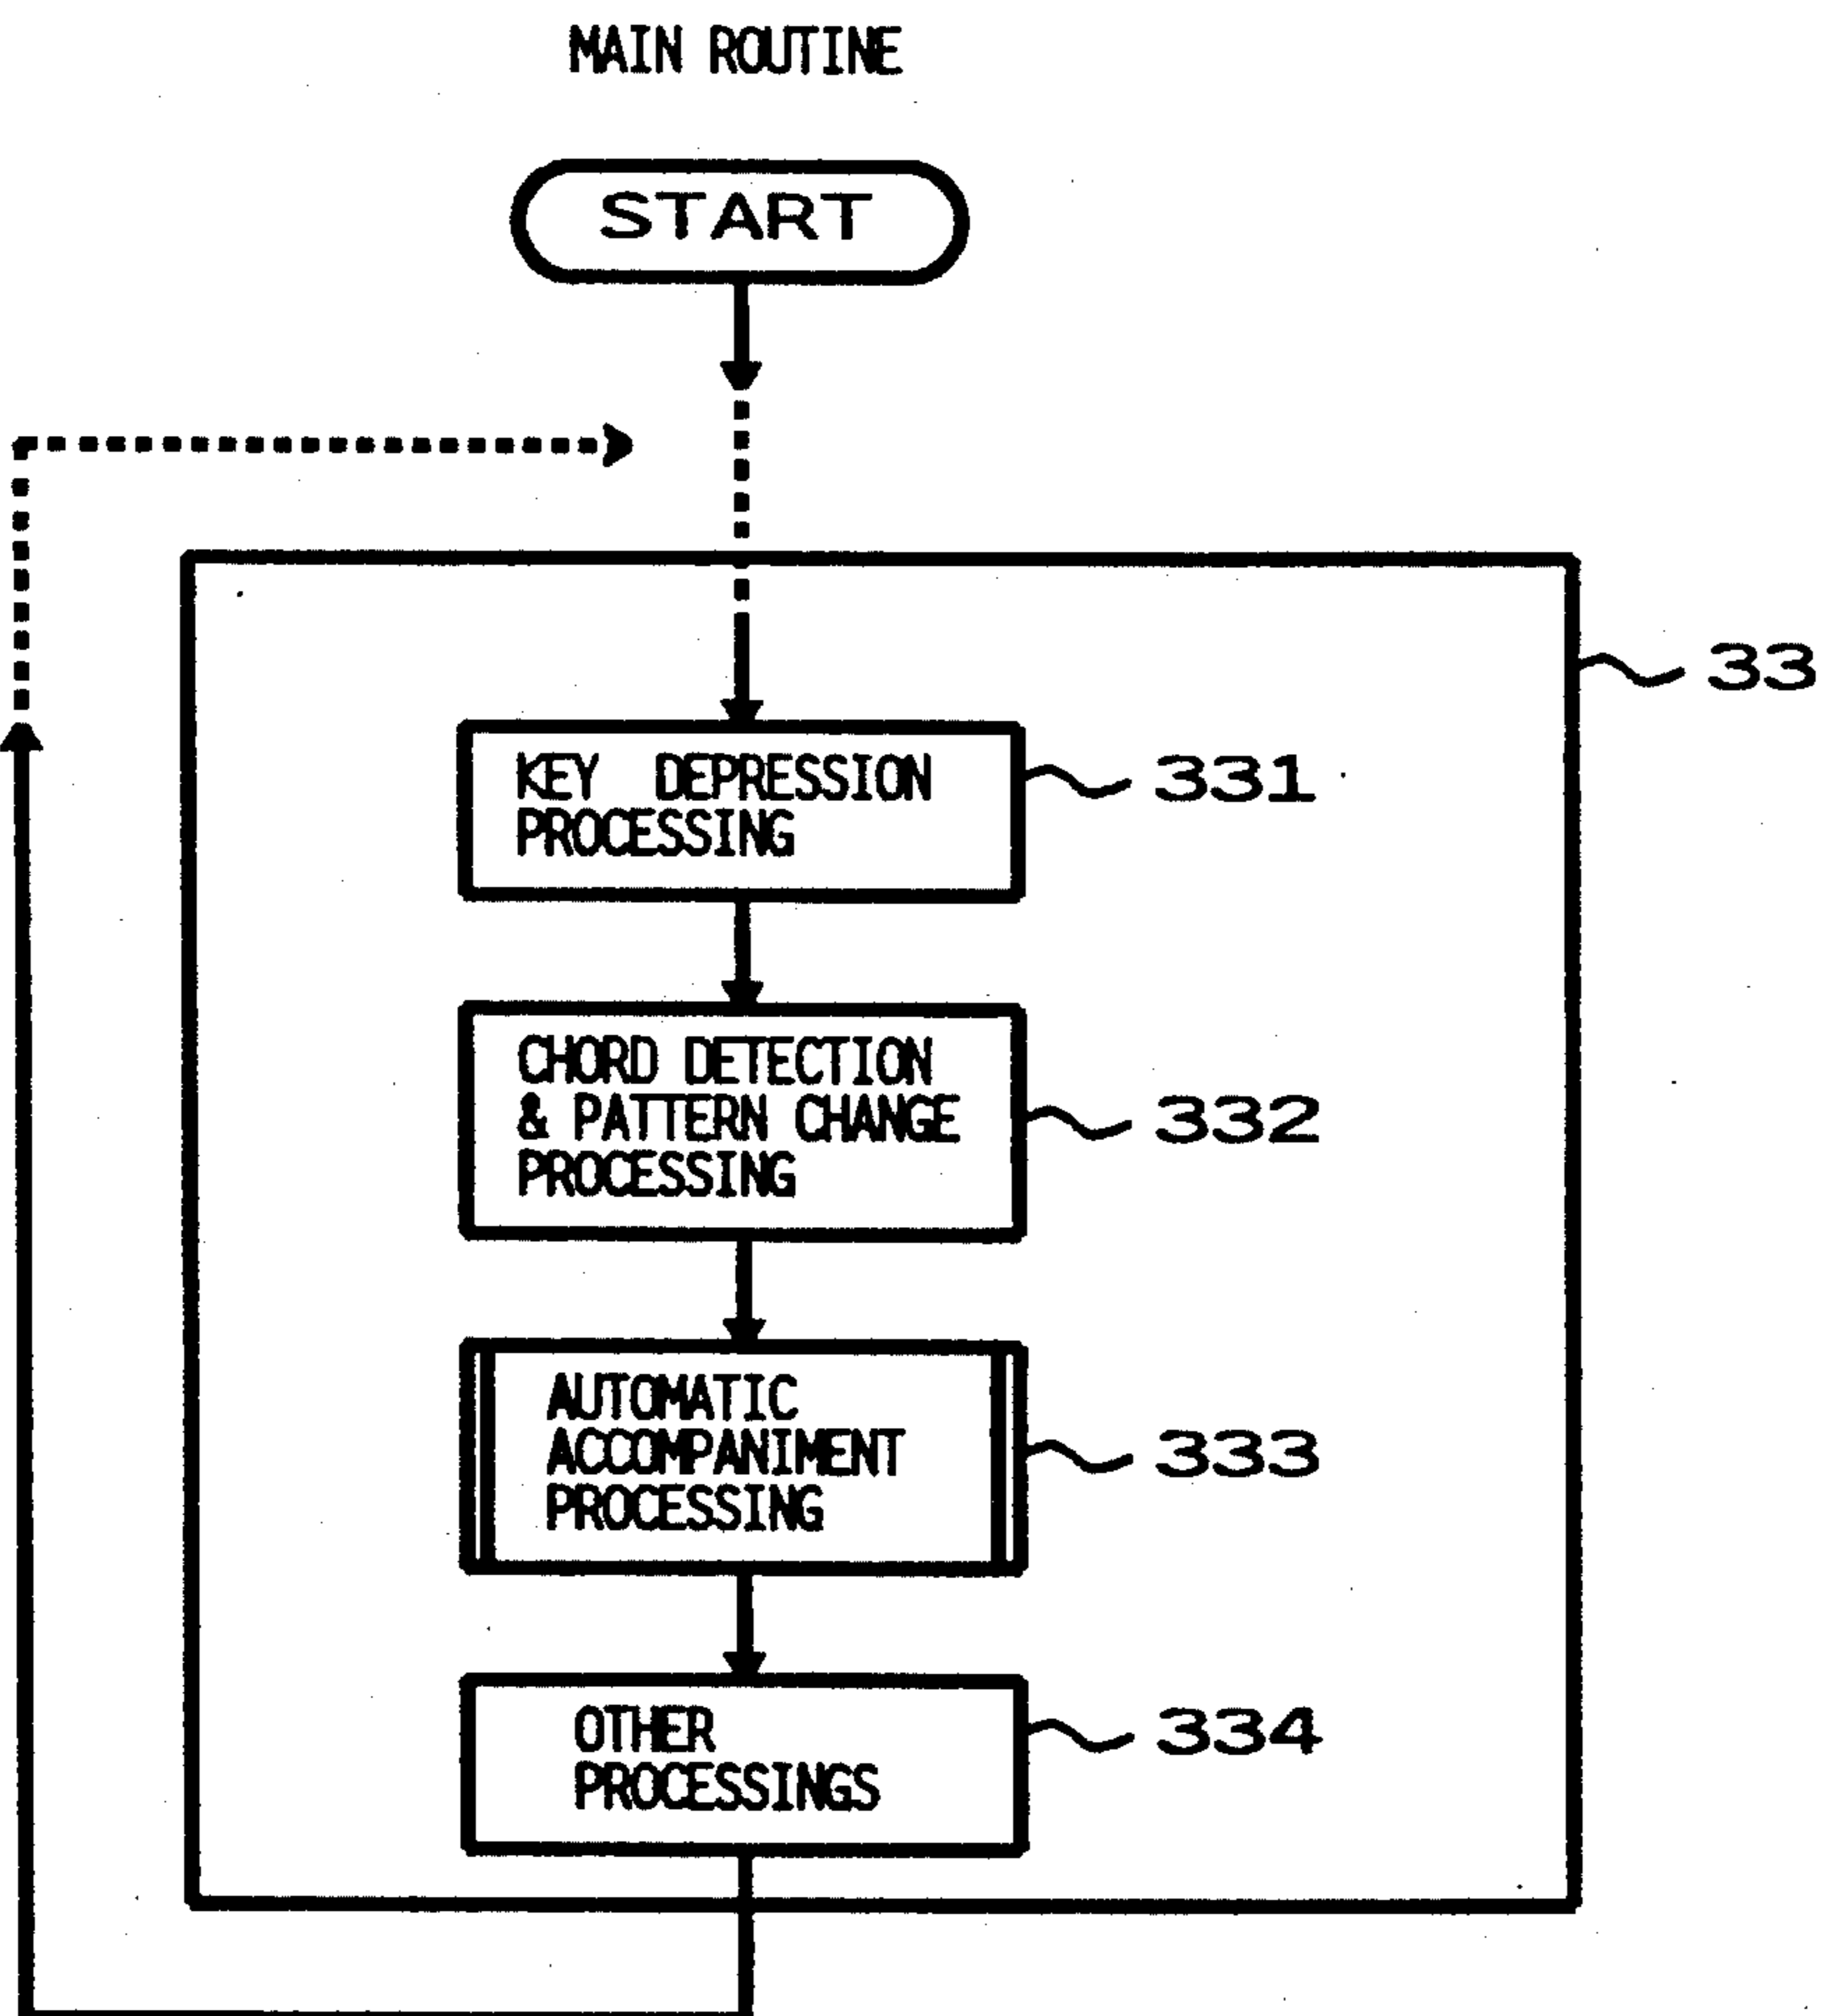 MAIN ROUTINE
START
33
KEY DEPRESSION
PROCESSING
331
CHORD DETECTION
& PATTERN CHANGE
PROCESSING
332
AUTOMATIC
ACCOMPANIMENT
PROCESSING
333
OTHER
PROCESSINGS
334